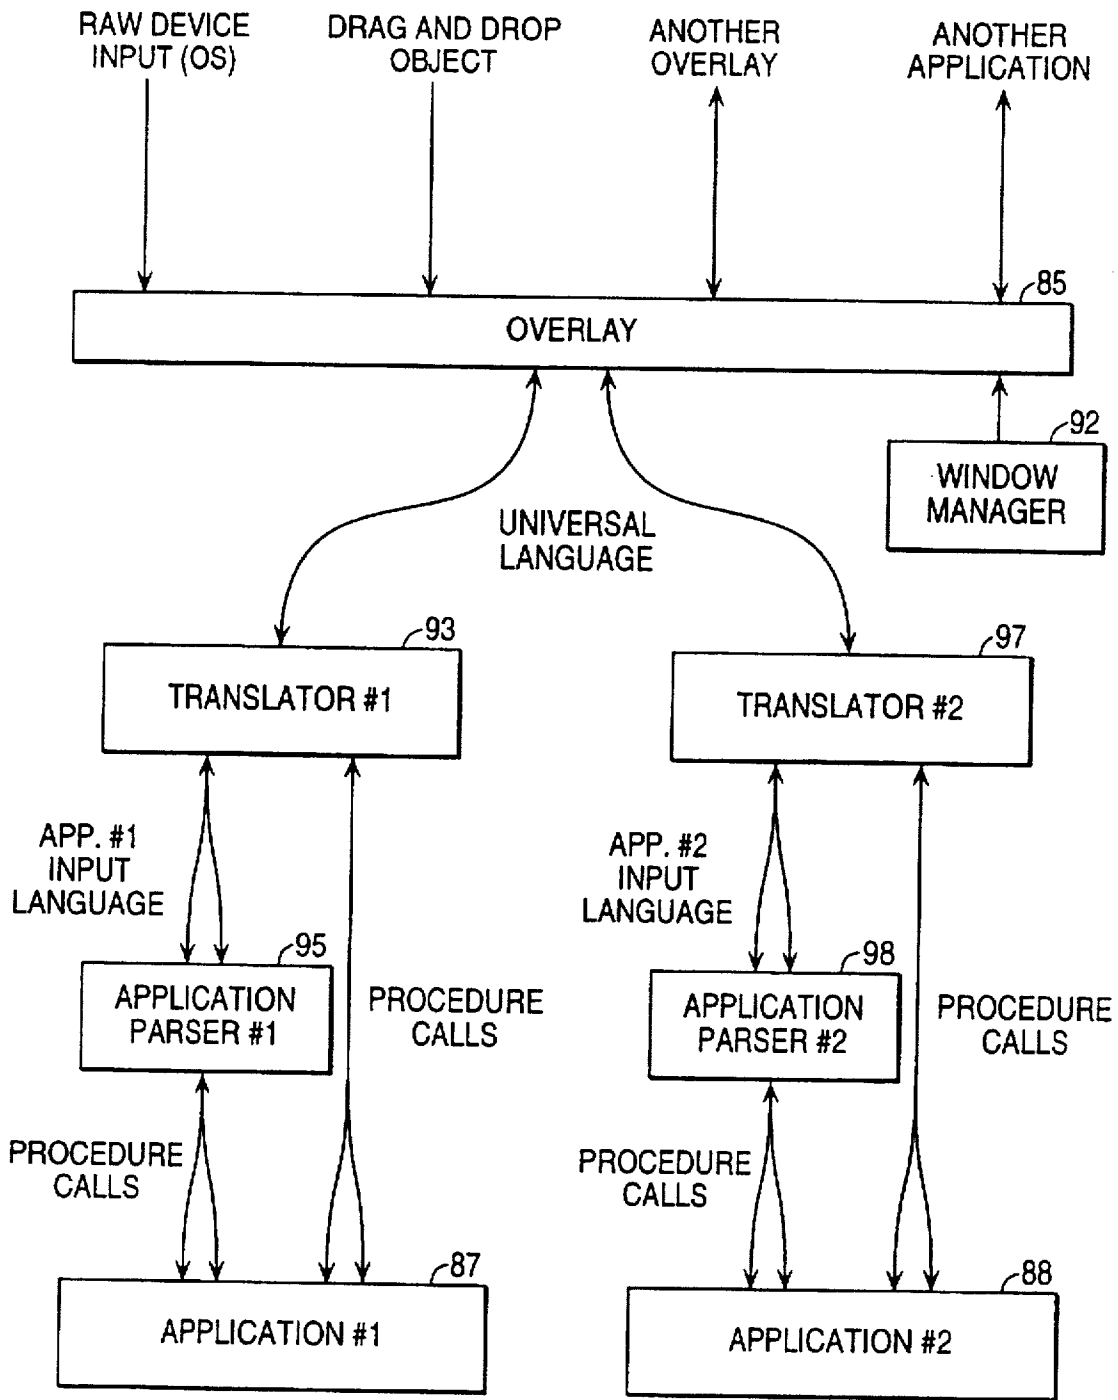 RAW DEVICE
INPUT (OS)
DRAG AND DROP
OBJECT
ANOTHER
OVERLAY
ANOTHER
APPLICATION
85
OVERLAY
92
WINDOW
MANAGER
UNIVERSAL
LANGUAGE
93
TRANSLATOR #1
97
TRANSLATOR #2
APP. #1
INPUT
LANGUAGE
APP. #2
INPUT
LANGUAGE
95
APPLICATION
PARSER #1
PROCEDURE
CALLS
98
APPLICATION
PARSER #2
PROCEDURE
CALLS
PROCEDURE
CALLS
PROCEDURE
CALLS
87
APPLICATION #1
88
APPLICATION #2